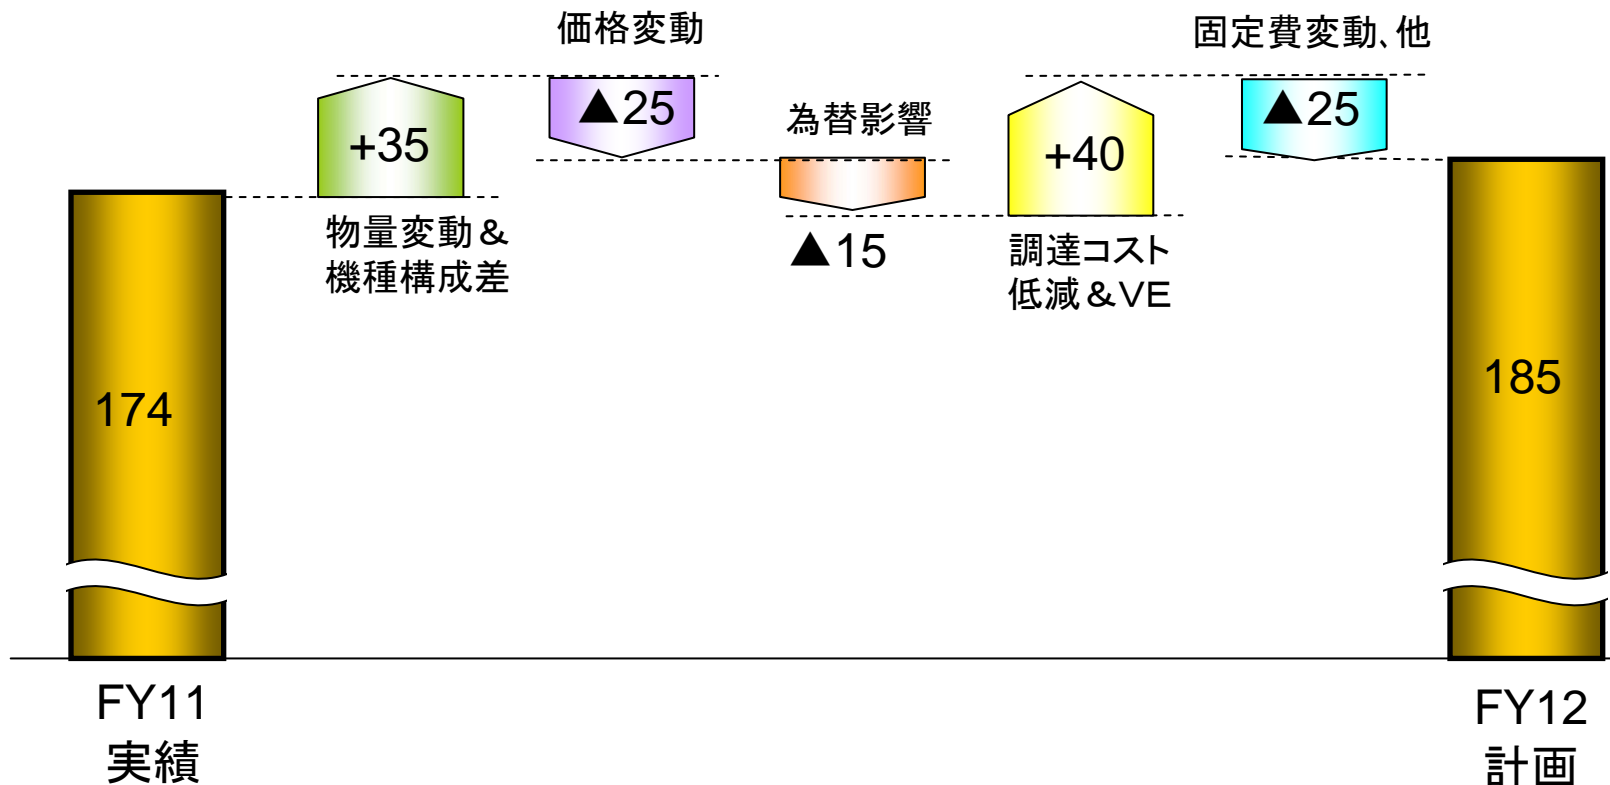 価格変動
固定費変動、他
▲25
▲25
為替影響
+35
+40
物量変動&
機種構成差
▲15
調達コスト
低減&VE
174
185
FY11
実績
FY12
計画